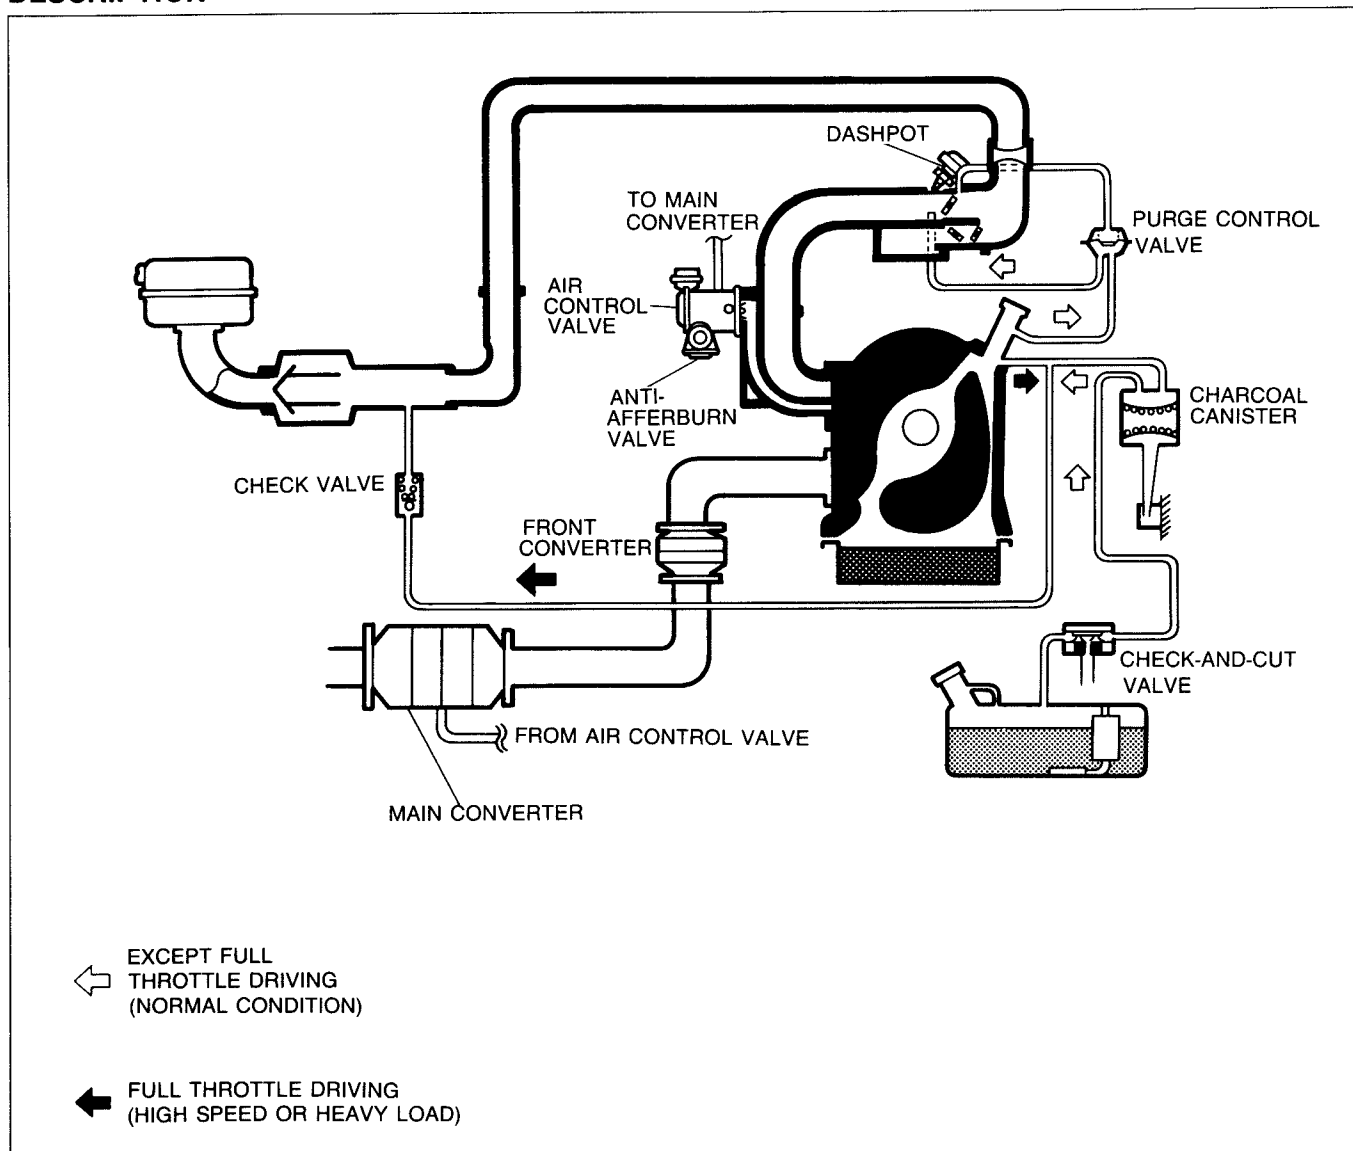 DESCRIPTION
DASHPOT
TO MAIN
CONVERTER
PURGE CONTROL
VALVE
AIR
CONTROL
VALVE
ANTI-
AFFERBURN
VALVE
CHARCOAL
CANISTER
CHECK VALVE
FRONT
CONVERTER
CHECK-AND-CUT
VALVE
FROM AIR CONTROL VALVE
MAIN CONVERTER
EXCEPT FULL
THROTTLE DRIVING
(NORMAL CONDITION)
FULL THROTTLE DRIVING
(HIGH SPEED OR HEAVY LOAD)